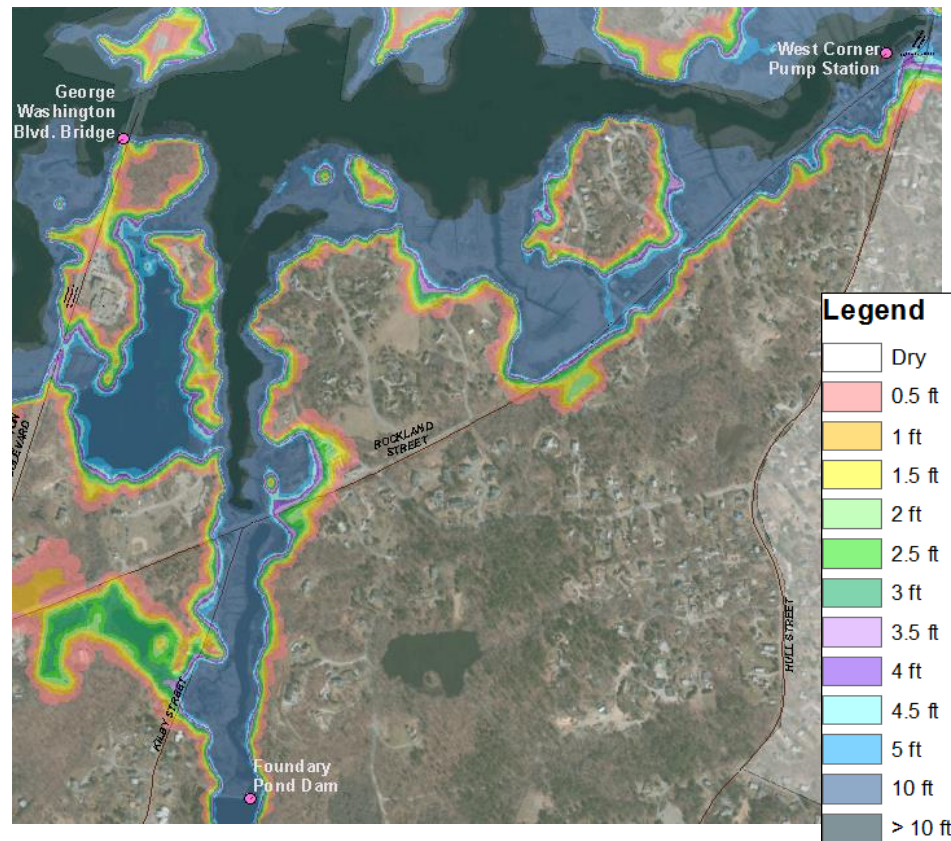 West Corner
Pump Station
George
Washington
Blvd. Bridge
ROCKLAND
STREET
KILBY STREET
HULL STREET
Foundary
Pond Dam
Legend
Dry
0.5 ft
1 ft
1.5 ft
2 ft
2.5 ft
3 ft
3.5 ft
4 ft
4.5 ft
5 ft
10 ft
> 10 ft